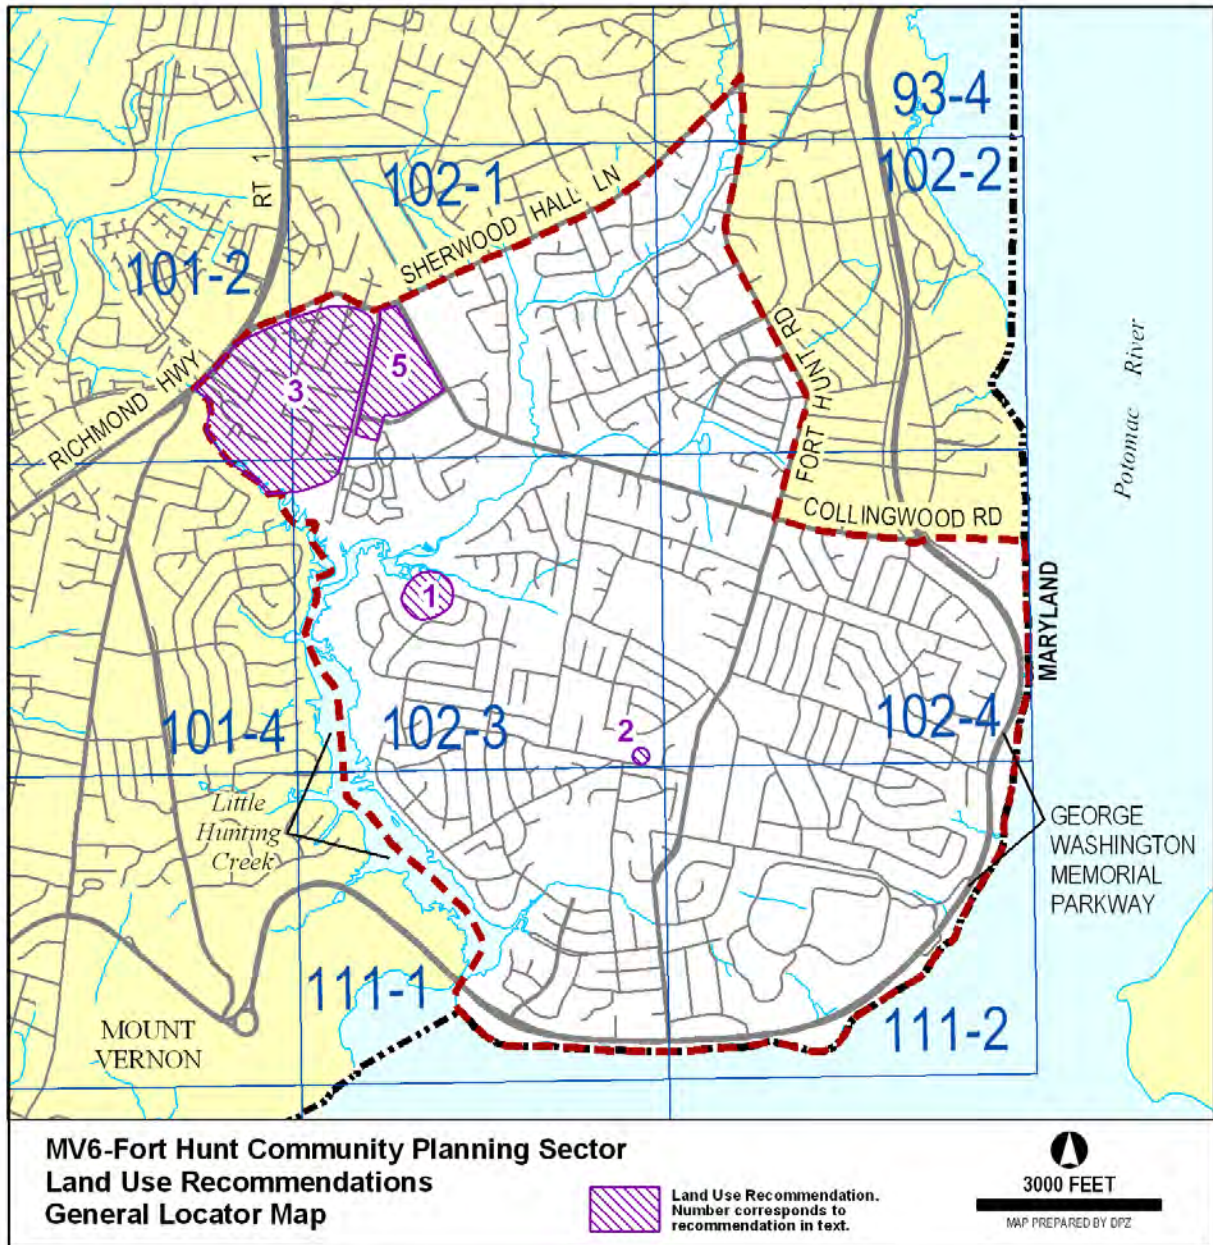 93-4
102-2
102-1
RT 1
SHERWOOD HALL LN
101-2
RICHMOND HWY
3
5
FORT HUNT RD
Potomac River
COLLINGWOOD RD
MARYLAND
1
2
101-4
102-3
102-4
Little
Hunting
Creek
GEORGE
WASHINGTON
MEMORIAL
PARKWAY
111-1
111-2
MOUNT
VERNON
MV6-Fort Hunt Community Planning Sector
Land Use Recommendations
General Locator Map
Land Use Recommendation.
Number corresponds to
recommendation in text.
3000 FEET
MAP PREPARED BY DPZ